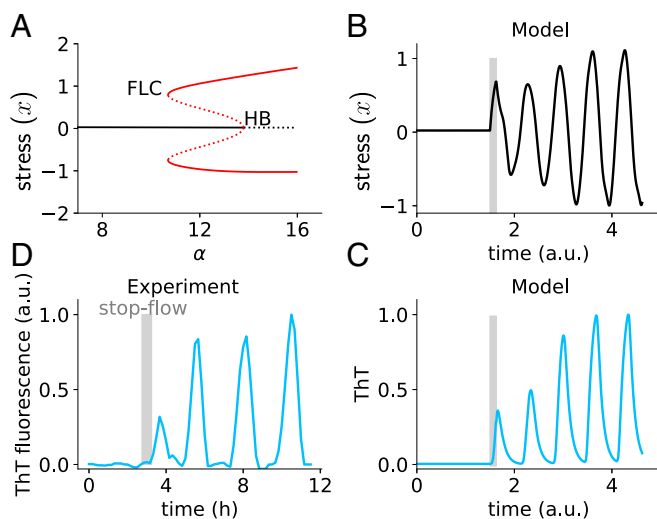 A
2
1
0
−1
−2
stress (x)
FLC
HB
8
12
16
α
B
Model
1
0
−1
stress (x)
0
2
4
time (a.u.)
D
Experiment
stop-flow
1.0
0.5
0.0
ThT fluorescence (a.u.)
0
4
8
12
time (h)
C
Model
1.0
0.5
0.0
ThT
0
2
4
time (a.u.)